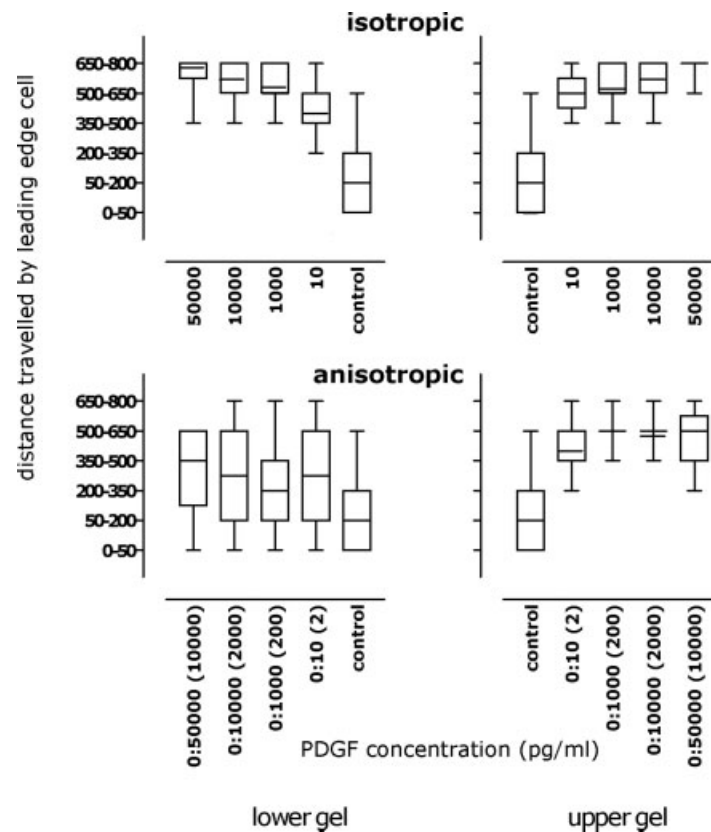 isotropic
distance travelled by leading edge cell
650-800
500-650
350-500
200-350
50-200
0-50
50000
10000
1000
10
control
control
10
1000
10000
50000
anisotropic
650-800
500-650
350-500
200-350
50-200
0-50
0:50000 (10000)
0:10000 (2000)
0:1000 (200)
0:10 (2)
control
control
0:10 (2)
0:1000 (200)
0:10000 (2000)
0:50000 (10000)
PDGF concentration (pg/ml)
lower gel
upper gel